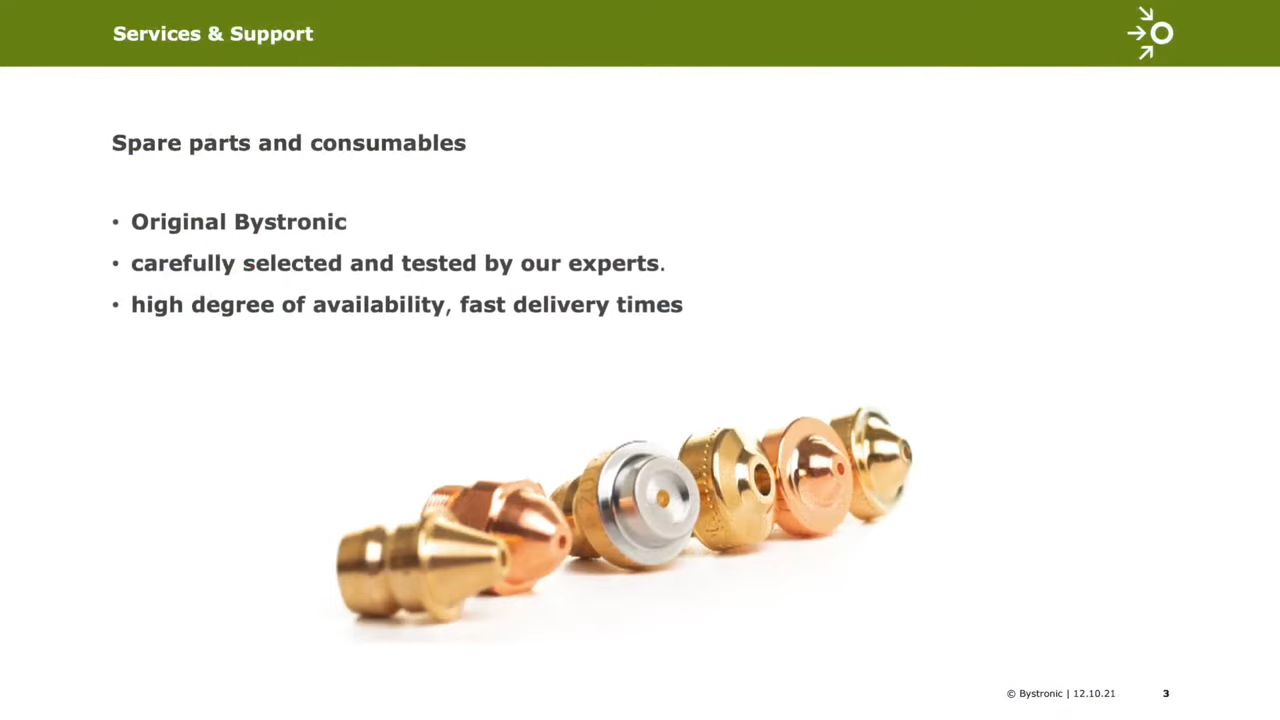 Services & Support
Spare parts and consumables
• Original Bystronic
• carefully selected and tested by our experts.
• high degree of availability, fast delivery times
© Bystronic | 12.10.21 3